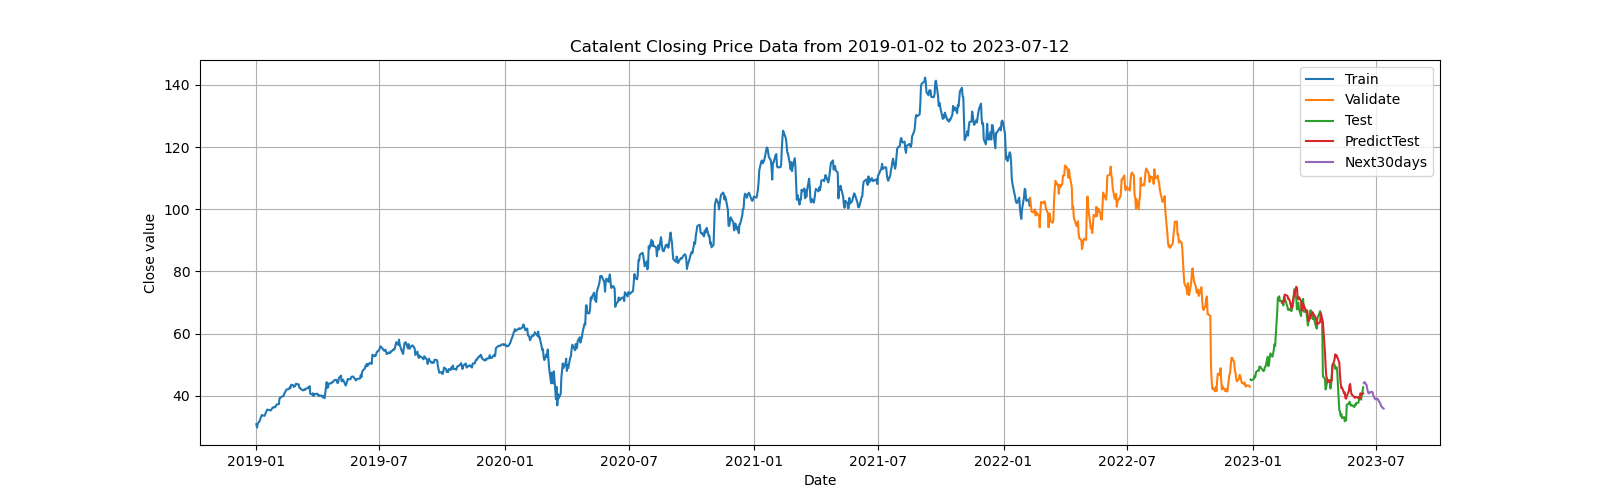 Catalent Closing Price Data from 2019-01-02 to 2023-07-12
Train
Validate
Test
PredictTest
Next30days
Close value
140
120
100
80
60
40
2019-01 2019-07 2020-01 2020-07 2021-01 2021-07 2022-01 2022-07 2023-01 2023-07
Date